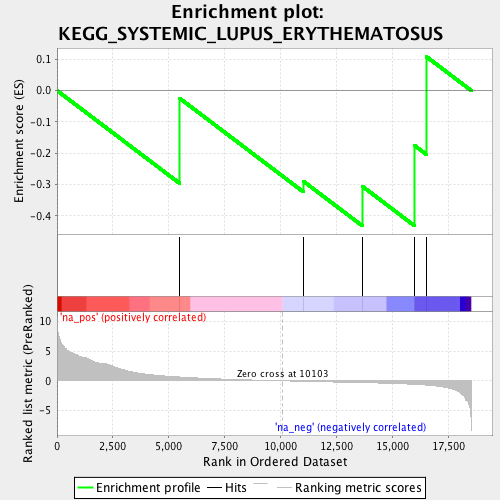 Enrichment plot:
KEGG_SYSTEMIC_LUPUS_ERYTHEMATOSUS
Enrichment score (ES)
0.1
0.0
-0.1
-0.2
-0.3
-0.4
'na_pos' (positively correlated)
Ranked list metric (PreRanked)
10
5
0
-5
Zero cross at 10103
'na_neg' (negatively correlated)
0 2,500 5,000 7,500 10,000 12,500 15,000 17,500
Rank in Ordered Dataset
Enrichment profile Hits Ranking metric scores